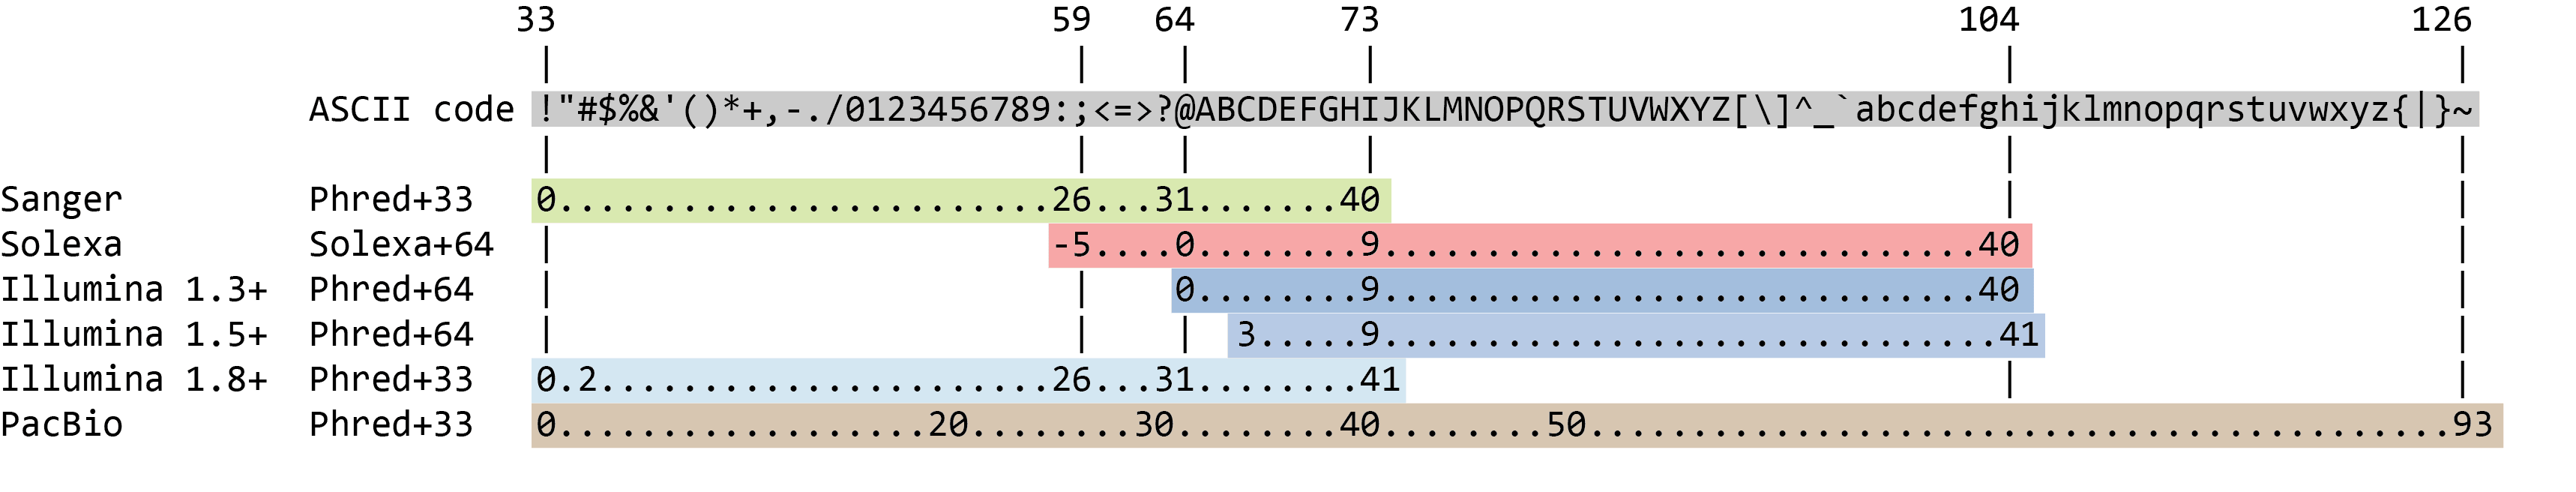 33 59 64 73 104 126
ASCII code !"#$%&'()*+,-./0123456789:;<=>?@ABCDEFGHIJKLMNOPQRSTUVWXYZ[\]^_`abcdefghijklmnopqrstuvwxyz{|}~
Sanger Phred+33 0........................26...31.......40
Solexa Solexa+64 -5....0........9.............................40
Illumina 1.3+ Phred+64 0........9.............................40
Illumina 1.5+ Phred+64 3.....9..............................41
Illumina 1.8+ Phred+33 0.2......................26...31........41
PacBio Phred+33 0..................20........30........40........50..........................................93